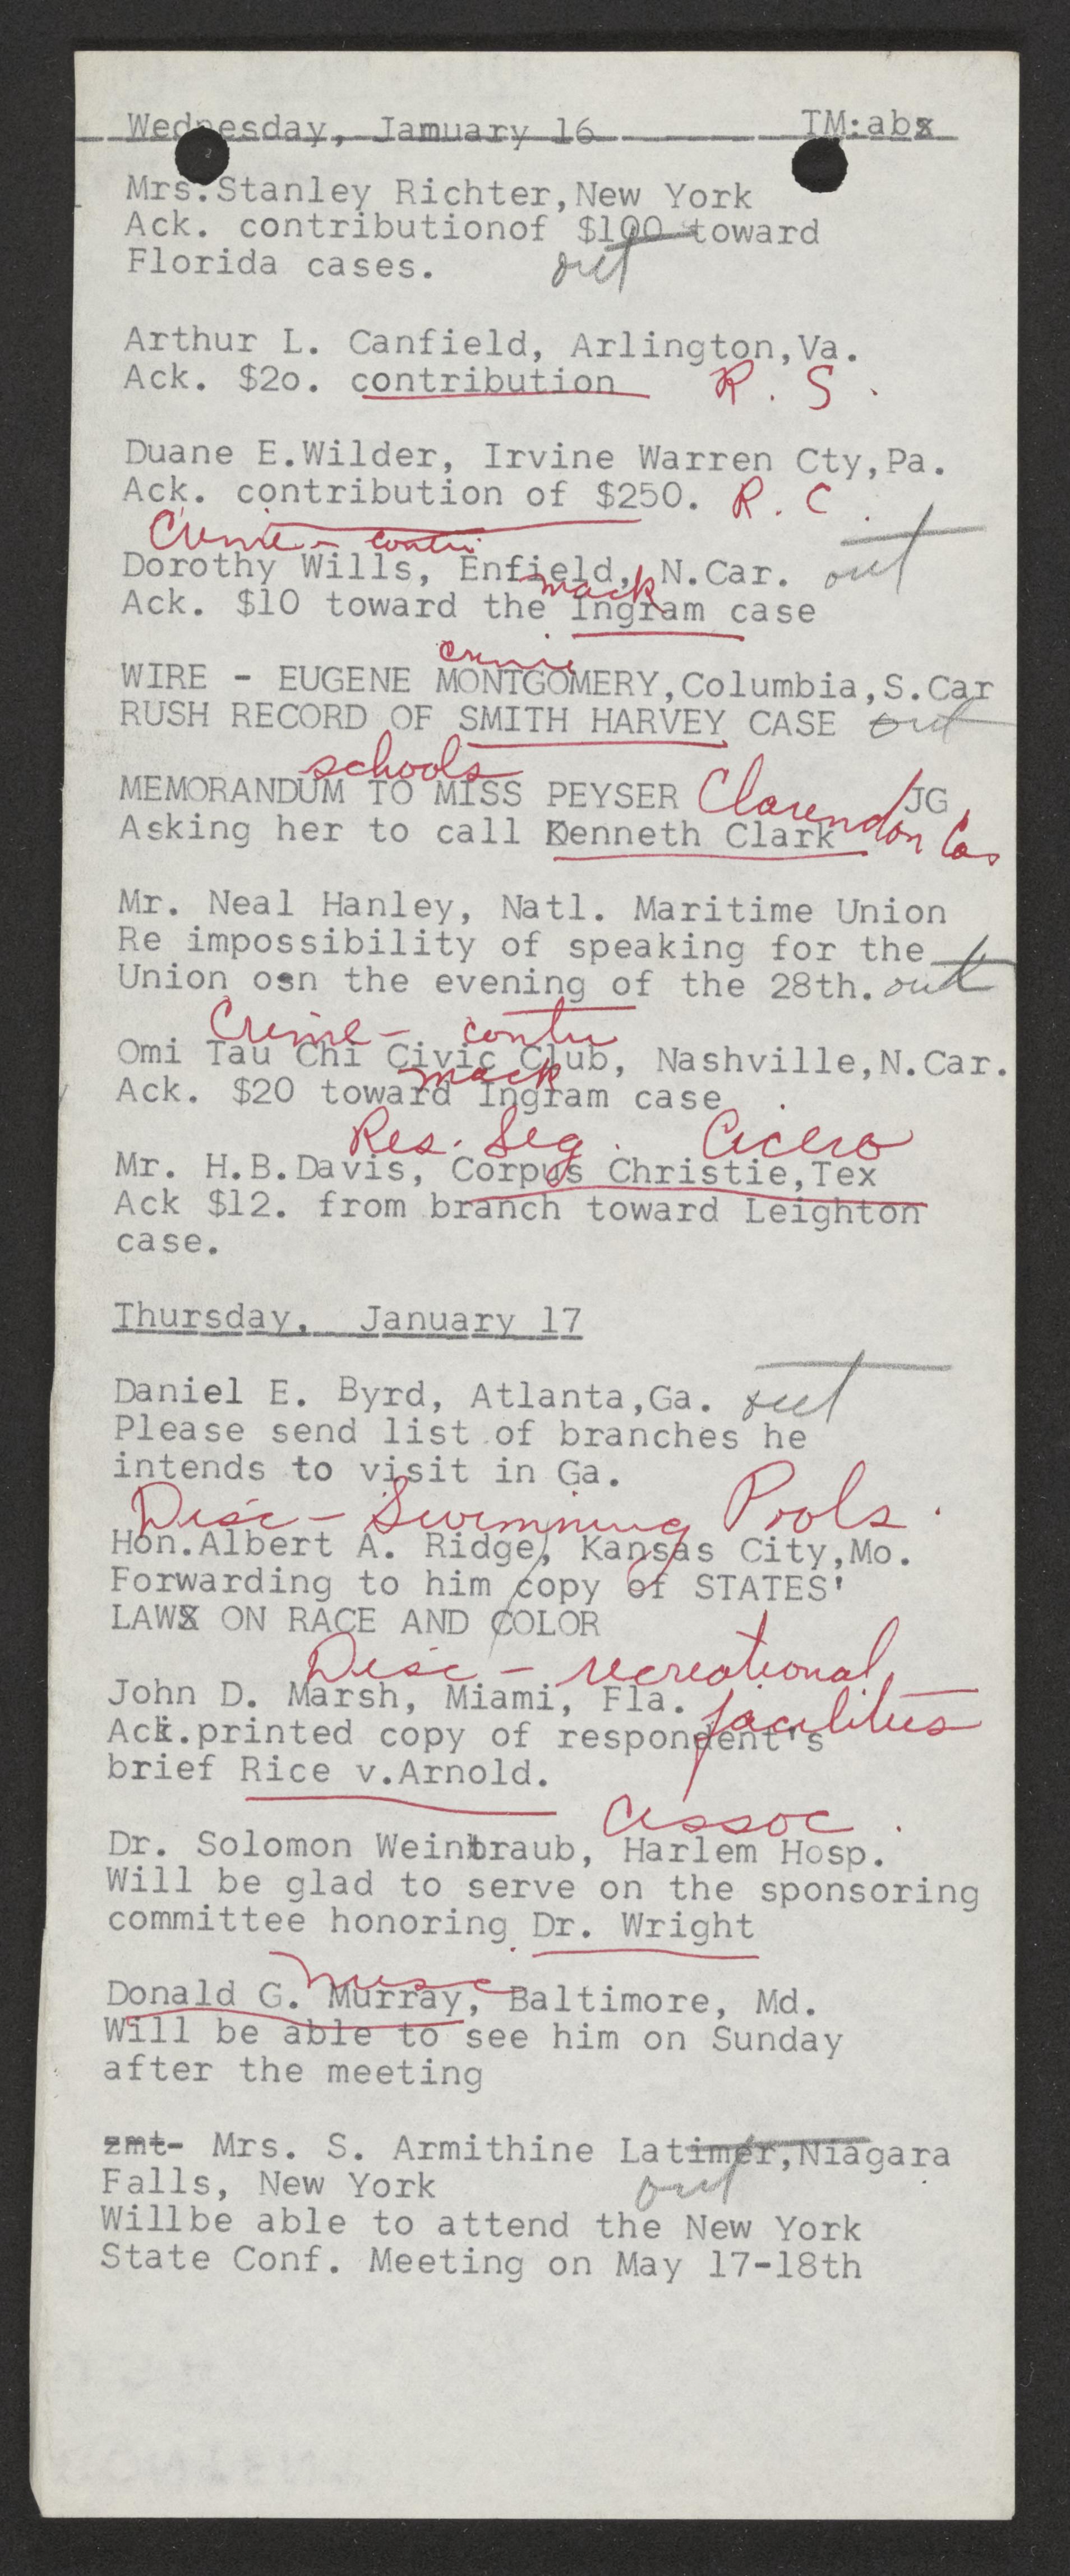 Wednesday, Jamuary 16 TM:abs
Mrs.Stanley Richter,New York
Ack. contributionof $100 toward
Florida cases. out
Arthur L. Canfield, Arlington,Va.
Ack. $2o. contribution R. S.
Duane E.Wilder, Irvine Warren Cty,Pa.
Ack. contribution of $250. R. C.
Crime - contri.
Dorothy Wills, Enfield, N.Car. out
mack
Ack. $10 toward the Ingram case
crime
WIRE - EUGENE MONTGOMERY,Columbia,S.Car
RUSH RECORD OF SMITH HARVEY CASE out
schools
MEMORANDUM TO MISS PEYSER Clarendon Co. JG
Asking her to call Kenneth Clark
Mr. Neal Hanley, Natl. Maritime Union
Re impossibility of speaking for the
Union osn the evening of the 28th. out
Crime - contri
Omi Tau Chi Civic Club, Nashville,N.Car.
mack
Ack. $20 toward Ingram case
Res. Seg. Cicero
Mr. H.B.Davis, Corpus Christie,Tex
Ack $12. from branch toward Leighton
case.
Thursday, January 17
Daniel E. Byrd, Atlanta,Ga. out
Please send list of branches he
intends to visit in Ga.
Disc - Swimming Pools.
Hon.Albert A. Ridge, Kansas City,Mo.
Forwarding to him copy of STATES'
LAWS ON RACE AND COLOR
Disc - recreational
John D. Marsh, Miami, Fla. facilities
Ack.printed copy of respondent's
brief Rice v.Arnold.
Assoc.
Dr. Solomon Weintraub, Harlem Hosp.
Will be glad to serve on the sponsoring
committee honoring Dr. Wright
misc
Donald G. Murray, Baltimore, Md.
Will be able to see him on Sunday
after the meeting
zmt- Mrs. S. Armithine Latimer,Niagara
Falls, New York out
Willbe able to attend the New York
State Conf. Meeting on May 17-18th